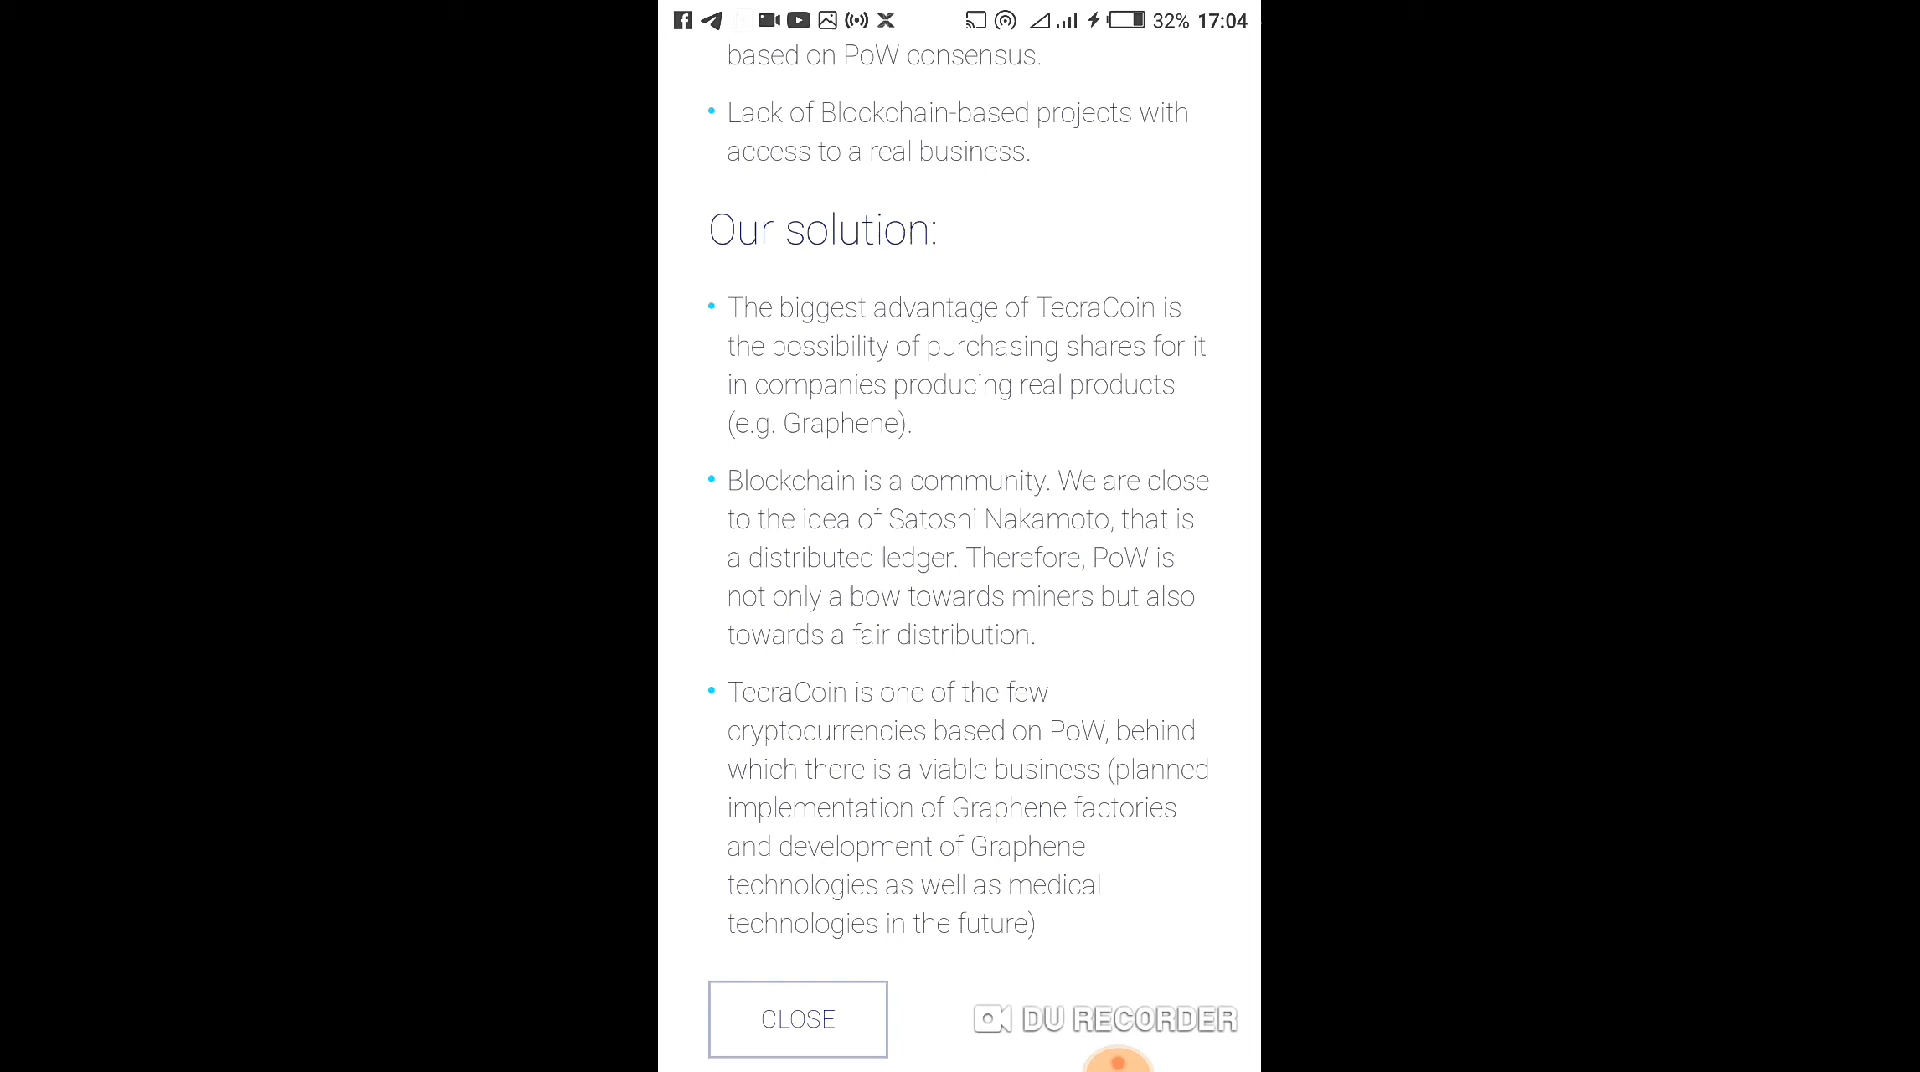 32% 17:04
based on PoW consensus.
Lack of Blockchain-based projects with
access to a real business.
Our solution:
The biggest advantage of TecraCoin is
the possibility of purchasing shares for it
in companies producing real products
(e.g. Graphene).
Blockchain is a community. We are close
to the idea of Satoshi Nakamoto, that is
a distributed ledger. Therefore, PoW is
not only a bow towards miners but also
towards a fair distribution.
TecraCoin is one of the few
cryptocurrencies based on PoW, behind
which there is a viable business (planned
implementation of Graphene factories
and development of Graphene
technologies as well as medical
technologies in the future)
CLOSE
DU RECORDER